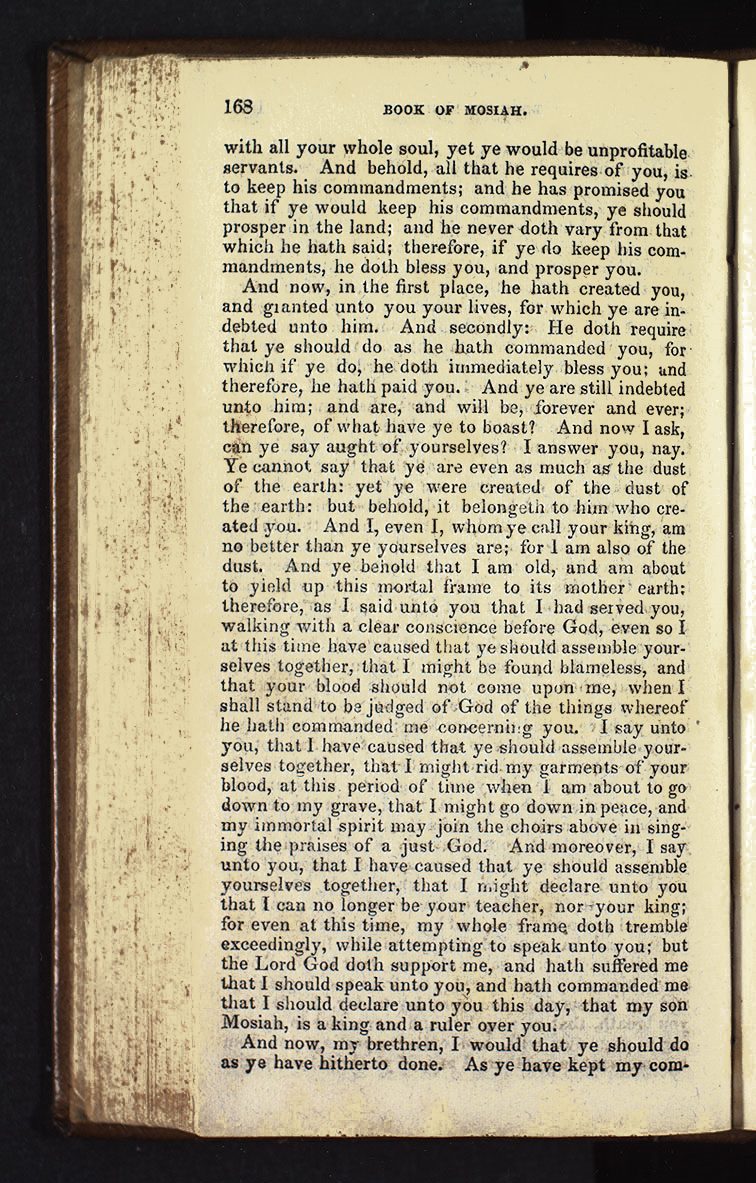 168 BOOK OF MOSIAH.
with all your whole soul, yet ye would be unprofitable
servants. And behold, all that he requires of you, is
to keep his commandments; and he has promised you
that if ye would keep his commandments, ye should
prosper in the land; and he never doth vary from that
which he hath said; therefore, if ye do keep his com-
mandments, he doth bless you, and prosper you.
And now, in the first place, he hath created you,
and granted unto you your lives, for which ye are in-
debted unto him. And secondly: He doth require
that ye should do as he hath commanded you, for
which if ye do, he doth immediately bless you; and
therefore, he hath paid you. And ye are still indebted
unto him; and are, and will be, forever and ever;
therefore, of what have ye to boast? And now I ask,
can ye say aught of yourselves? I answer you, nay.
Ye cannot say that ye are even as much as the dust
of the earth: yet ye were created of the dust of
the earth: but behold, it belongeth to him who cre-
ated you. And I, even I, whom ye call your king, am
no better than ye yourselves are; for I am also of the
dust. And ye behold that I am old, and am about
to yield up this mortal frame to its mother earth:
therefore, as I said unto you that I had served you,
walking with a clear conscience before God, even so I
at this time have caused that ye should assemble your-
selves together, that I might be found blameless, and
that your blood should not come upon me, when I
shall stand to be judged of God of the things whereof
he hath commanded me concerning you. I say unto
you, that I have caused that ye should assemble your-
selves together, that I might rid my garments of your
blood, at this period of time when I am about to go
down to my grave, that I might go down in peace, and
my immortal spirit may join the choirs above in sing-
ing the praises of a just God. And moreover, I say
unto you, that I have caused that ye should assemble
yourselves together, that I might declare unto you
that I can no longer be your teacher, nor your king;
for even at this time, my whole frame doth tremble
exceedingly, while attempting to speak unto you; but
the Lord God doth support me, and hath suffered me
that I should speak unto you, and hath commanded me
that I should declare unto you this day, that my son
Mosiah, is a king and a ruler over you.
And now, my brethren, I would that ye should do
as ye have hitherto done. As ye have kept my com-